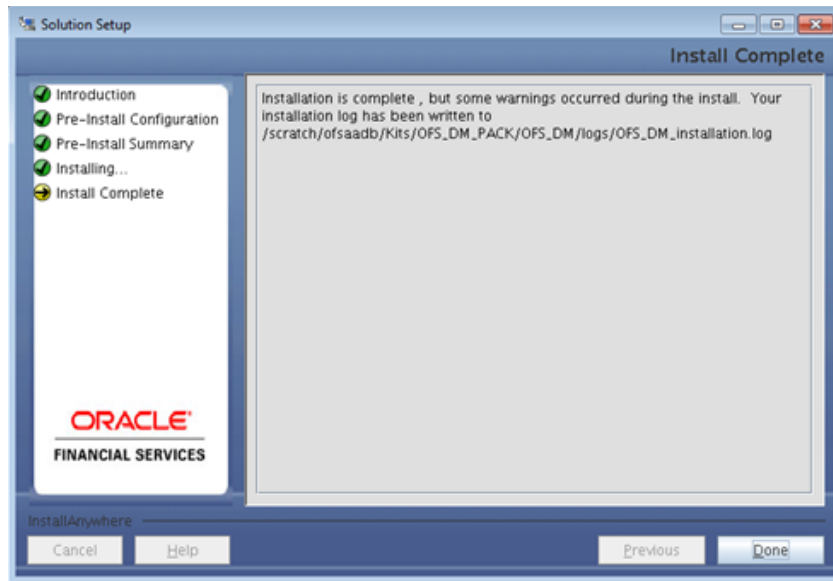 Solution Setup
Install Complete
Introduction
Pre-Install Configuration
Pre-Install Summary
Installing...
Install Complete
ORACLE
FINANCIAL SERVICES
Installation is complete , but some warnings occurred during the install. Your
installation log has been written to
/scratch/ofsaadb/Kits/OFS_DM_PACK/OFS_DM/logs/OFS_DM_installation.log
InstallAnywhere
Cancel
Help
Previous
Done